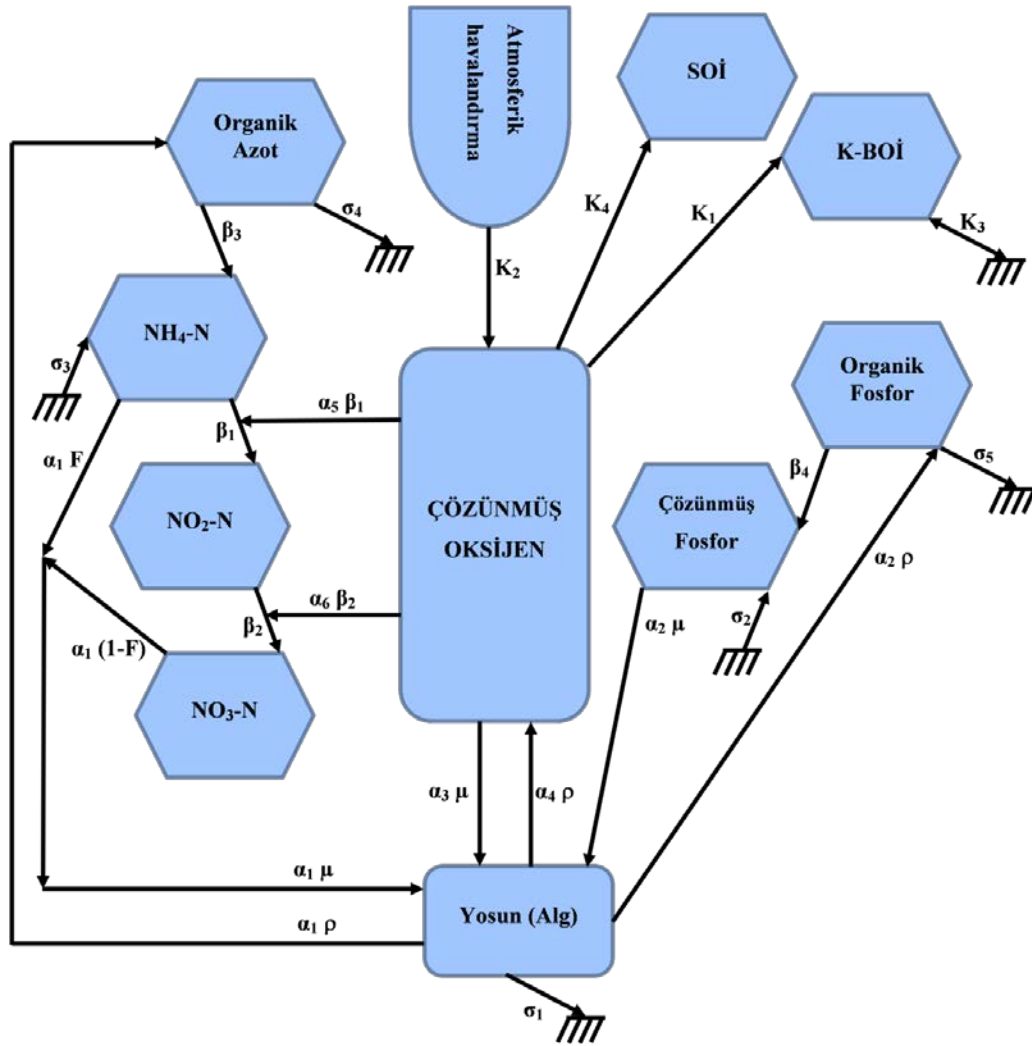 Atmosferik
havalandırma
SOİ
Organik
Azot
K-BOİ
σ₄
K₄
K₁
β₃
K₃
K₂
NH₄-N
σ₃
Organik
Fosfor
α₅ β₁
β₁
α₁ F
σ₅
β₄
ÇÖZÜNMÜŞ
OKSİJEN
NO₂-N
Çözünmüş
Fosfor
α₂ ρ
α₆ β₂
β₂
σ₂
α₂ μ
α₁ (1-F)
NO₃-N
α₃ μ
α₄ ρ
α₁ μ
Yosun (Alg)
α₁ ρ
σ₁